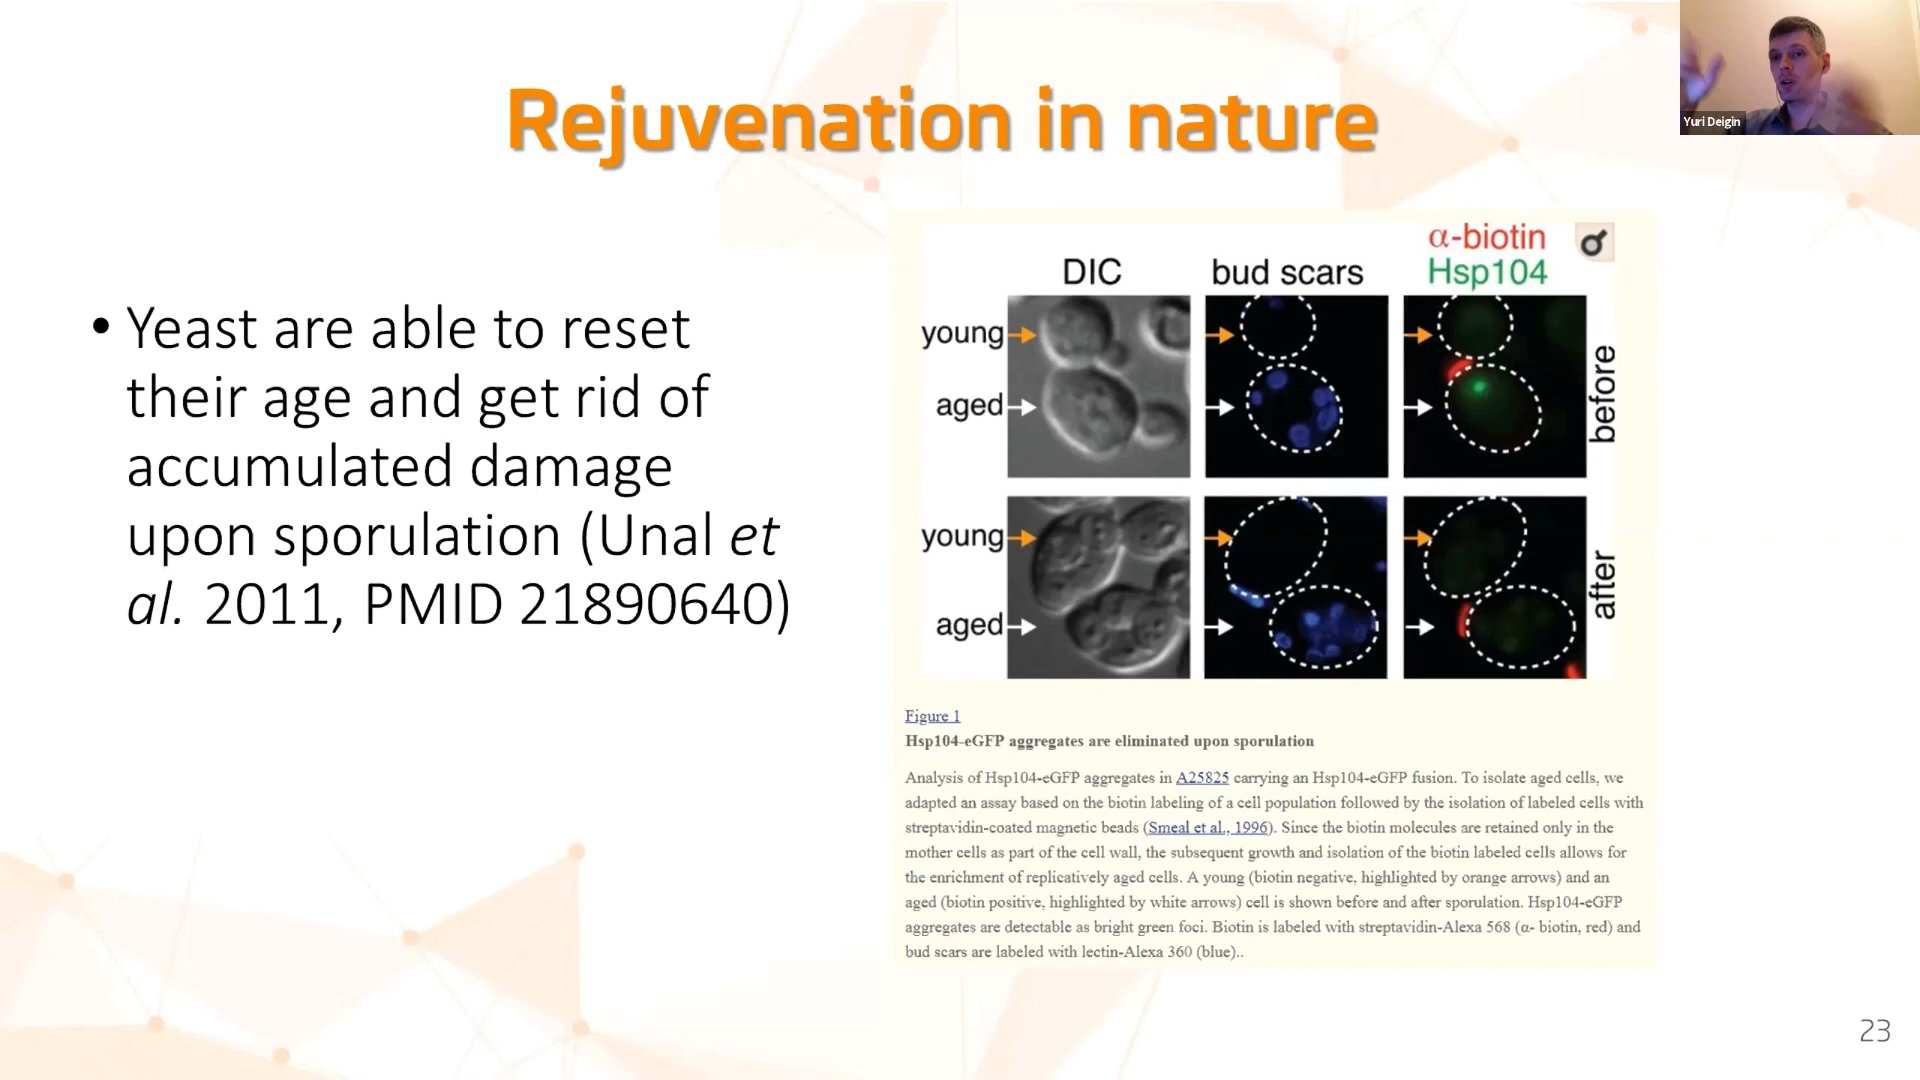 Rejuvenation in nature
Yuri Deigin
• Yeast are able to reset
their age and get rid of
accumulated damage
upon sporulation (Unal et
al. 2011, PMID 21890640)
α-biotin
DIC bud scars Hsp104
young
aged
before
young
aged
after
Figure 1
Hsp104-eGFP aggregates are eliminated upon sporulation
Analysis of Hsp104-eGFP aggregates in A25825 carrying an Hsp104-eGFP fusion. To isolate aged cells, we
adapted an assay based on the biotin labeling of a cell population followed by the isolation of labeled cells with
streptavidin-coated magnetic beads (Smeal et al., 1996). Since the biotin molecules are retained only in the
mother cells as part of the cell wall, the subsequent growth and isolation of the biotin labeled cells allows for
the enrichment of replicatively aged cells. A young (biotin negative, highlighted by orange arrows) and an
aged (biotin positive, highlighted by white arrows) cell is shown before and after sporulation. Hsp104-eGFP
aggregates are detectable as bright green foci. Biotin is labeled with streptavidin-Alexa 568 (α- biotin, red) and
bud scars are labeled with lectin-Alexa 360 (blue)..
23